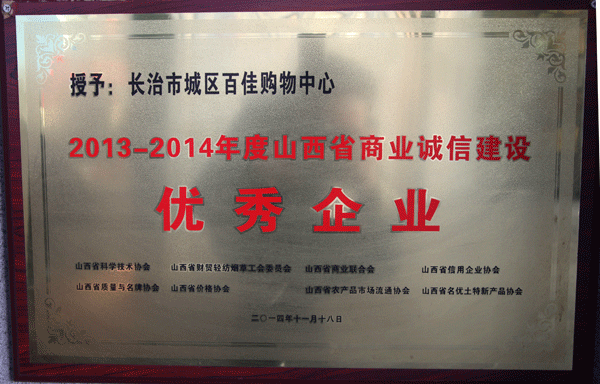 授予：长治市城区百佳购物中心
2013-2014年度山西省商业诚信建设
优秀企业
山西省科学技术协会 山西省财贸轻纺烟草工会委员会 山西省商业联合会 山西省信用企业协会
山西省质量与名牌协会 山西省价格协会 山西省农产品市场流通协会 山西省名优土特新产品协会
二〇一四年十一月十八日